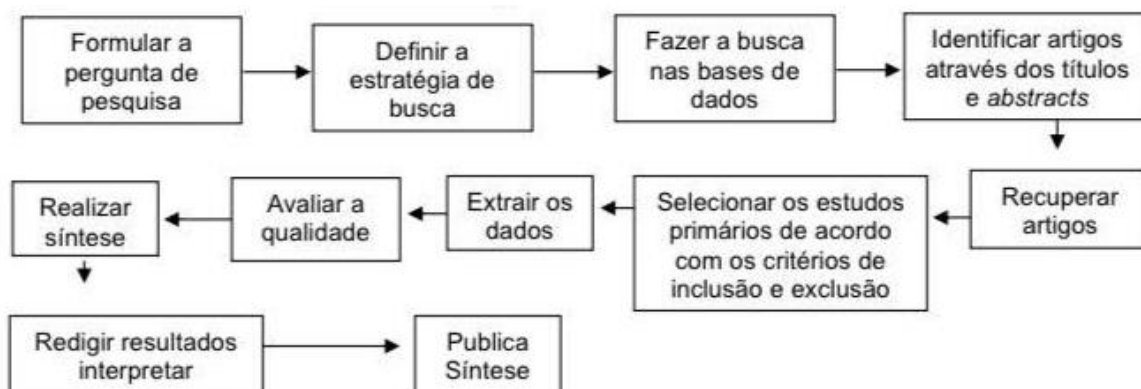 Formular a
pergunta de
pesquisa
Definir a
estratégia de
busca
Fazer a busca
nas bases de
dados
Identificar artigos
através dos títulos
e abstracts
Recuperar
artigos
Selecionar os estudos
primários de acordo
com os critérios de
inclusão e exclusão
Extrair os
dados
Avaliar a
qualidade
Realizar
síntese
Redigir resultados
interpretar
Publica
Síntese